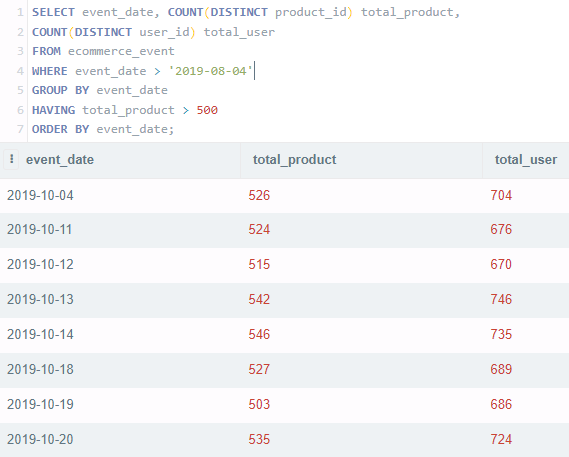 1 SELECT event_date, COUNT(DISTINCT product_id) total_product,
2 COUNT(DISTINCT user_id) total_user
3 FROM ecommerce_event
4 WHERE event_date > '2019-08-04'
5 GROUP BY event_date
6 HAVING total_product > 500
7 ORDER BY event_date;
event_date total_product total_user
2019-10-04 526 704
2019-10-11 524 676
2019-10-12 515 670
2019-10-13 542 746
2019-10-14 546 735
2019-10-18 527 689
2019-10-19 503 686
2019-10-20 535 724